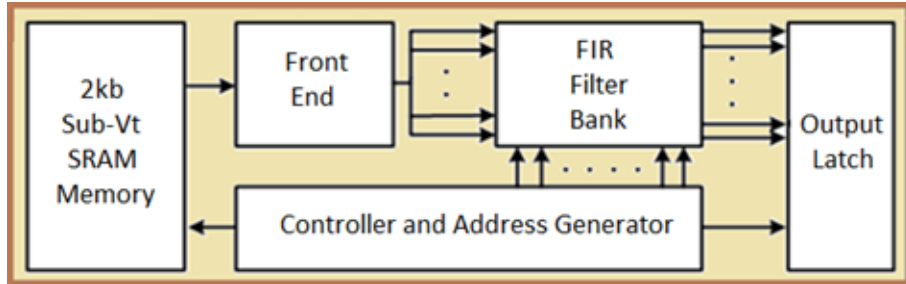 2kb
Sub-Vt
SRAM
Memory
Front
End
FIR
Filter
Bank
Output
Latch
Controller and Address Generator